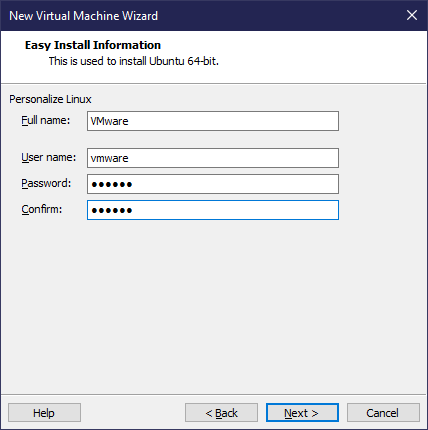 New Virtual Machine Wizard
Easy Install Information
This is used to install Ubuntu 64-bit.
Personalize Linux
Full name: VMware
User name: vmware
Password: ●●●●●●
Confirm: ●●●●●●
Help < Back Next > Cancel